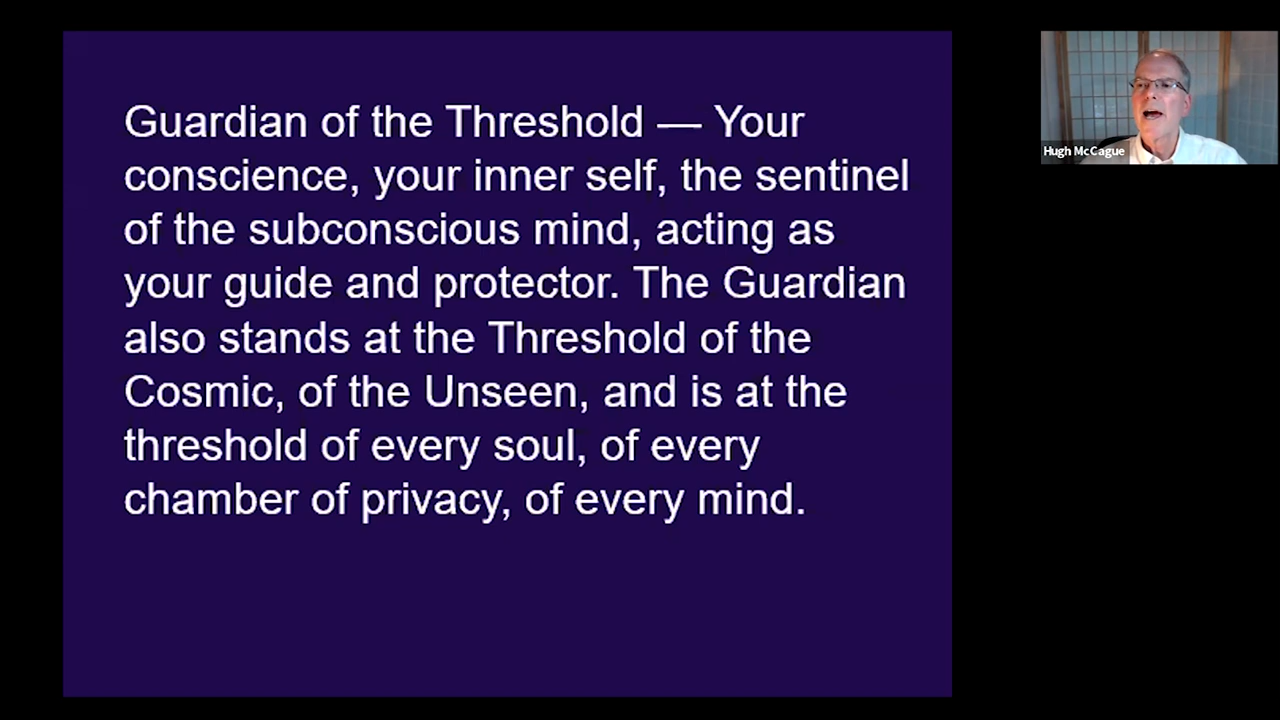 Guardian of the Threshold — Your
conscience, your inner self, the sentinel
of the subconscious mind, acting as
your guide and protector. The Guardian
also stands at the Threshold of the
Cosmic, of the Unseen, and is at the
threshold of every soul, of every
chamber of privacy, of every mind.
Hugh McCague